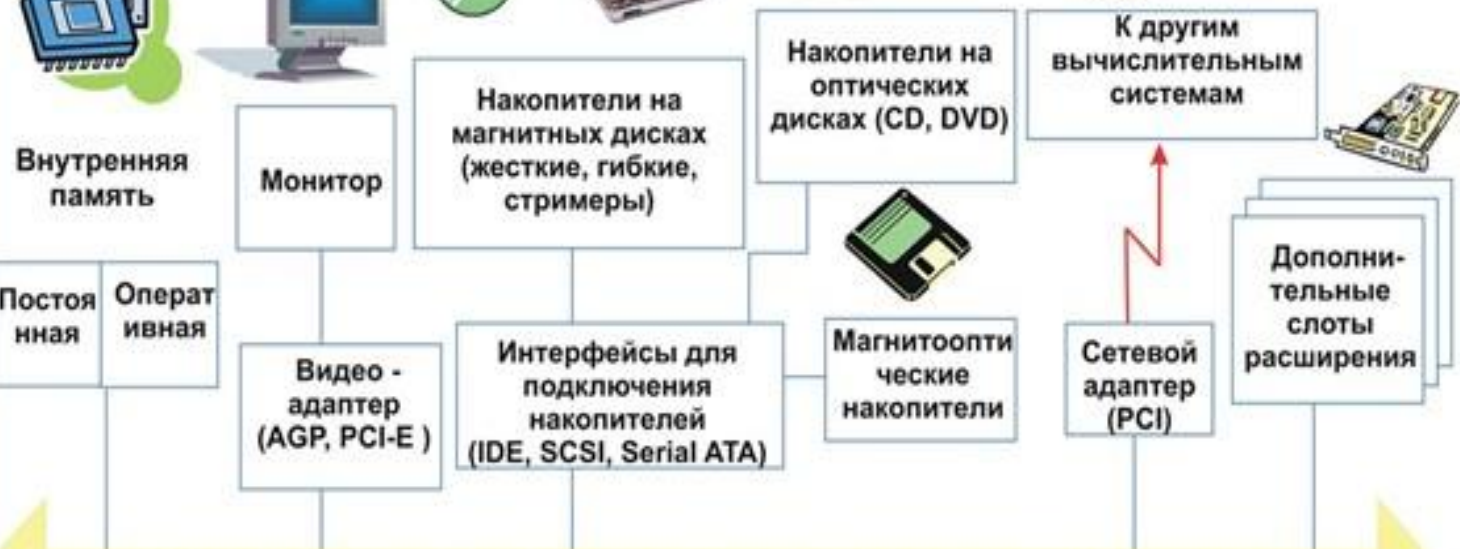 Внутренняя
память
Постоя
нная
Операт
ивная
Монитор
Видео -
адаптер
(AGP, PCI-E )
Накопители на
магнитных дисках
(жесткие, гибкие,
стримеры)
Интерфейсы для
подключения
накопителей
(IDE, SCSI, Serial ATA)
Накопители на
оптических
дисках (CD, DVD)
Магнитоопти
ческие
накопители
К другим
вычислительным
системам
Сетевой
адаптер
(PCI)
Дополни-
тельные
слоты
расширения